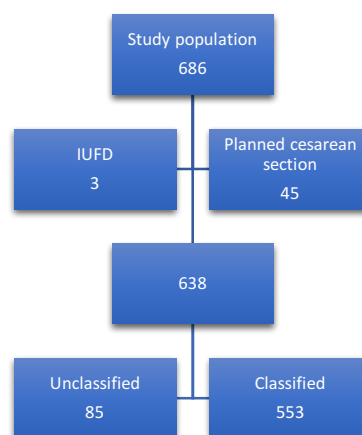 Study population
686
IUFD
3
Planned cesarean
section
45
638
Unclassified
85
Classified
553